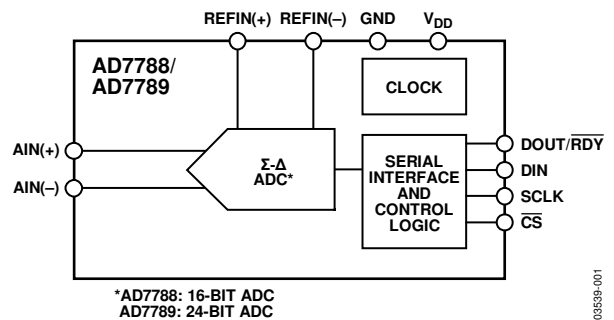 REFIN(+) REFIN(–) GND VDD
AD7788/
AD7789
CLOCK
AIN(+)
AIN(–)
Σ-Δ
ADC*
SERIAL
INTERFACE
AND
CONTROL
LOGIC
DOUT/RDY
DIN
SCLK
CS
*AD7788: 16-BIT ADC
AD7789: 24-BIT ADC
03539-001